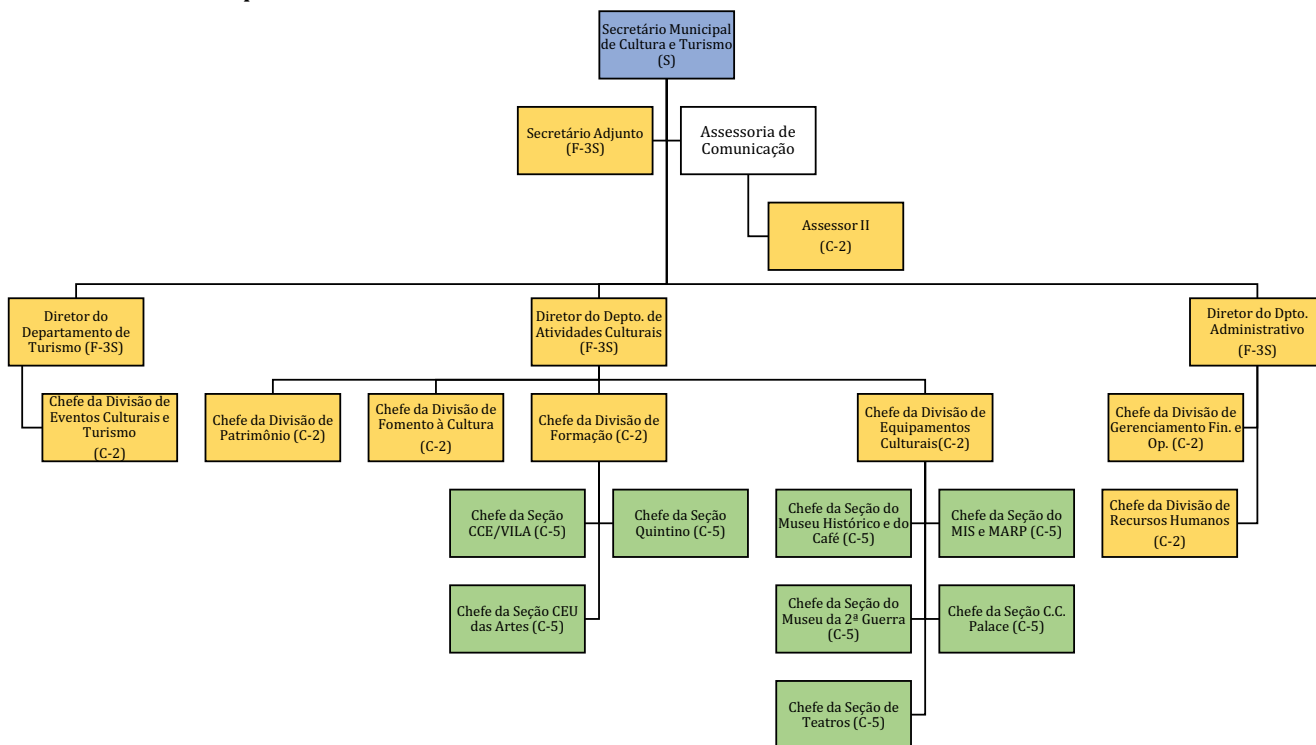 Secretário Municipal
de Cultura e Turismo
(S)
Secretário Adjunto
(F-3S)
Assessoria de
Comunicação
Assessor II
(C-2)
Diretor do
Departamento de
Turismo (F-3S)
Diretor do Depto. de
Atividades Culturais
(F-3S)
Diretor do Dpto.
Administrativo
(F-3S)
Chefe da Divisão de
Eventos Culturais e
Turismo
(C-2)
Chefe da Divisão de
Patrimônio (C-2)
Chefe da Divisão de
Fomento à Cultura
(C-2)
Chefe da Divisão de
Formação (C-2)
Chefe da Divisão de
Equipamentos
Culturais(C-2)
Chefe da Divisão de
Gerenciamento Fin. e
Op. (C-2)
Chefe da Seção
CCE/VILA (C-5)
Chefe da Seção
Quintino (C-5)
Chefe da Seção do
Museu Histórico e do
Café (C-5)
Chefe da Seção do
MIS e MARP (C-5)
Chefe da Divisão de
Recursos Humanos
(C-2)
Chefe da Seção CEU
das Artes (C-5)
Chefe da Seção do
Museu da 2ª Guerra
(C-5)
Chefe da Seção C.C.
Palace (C-5)
Chefe da Seção de
Teatros (C-5)